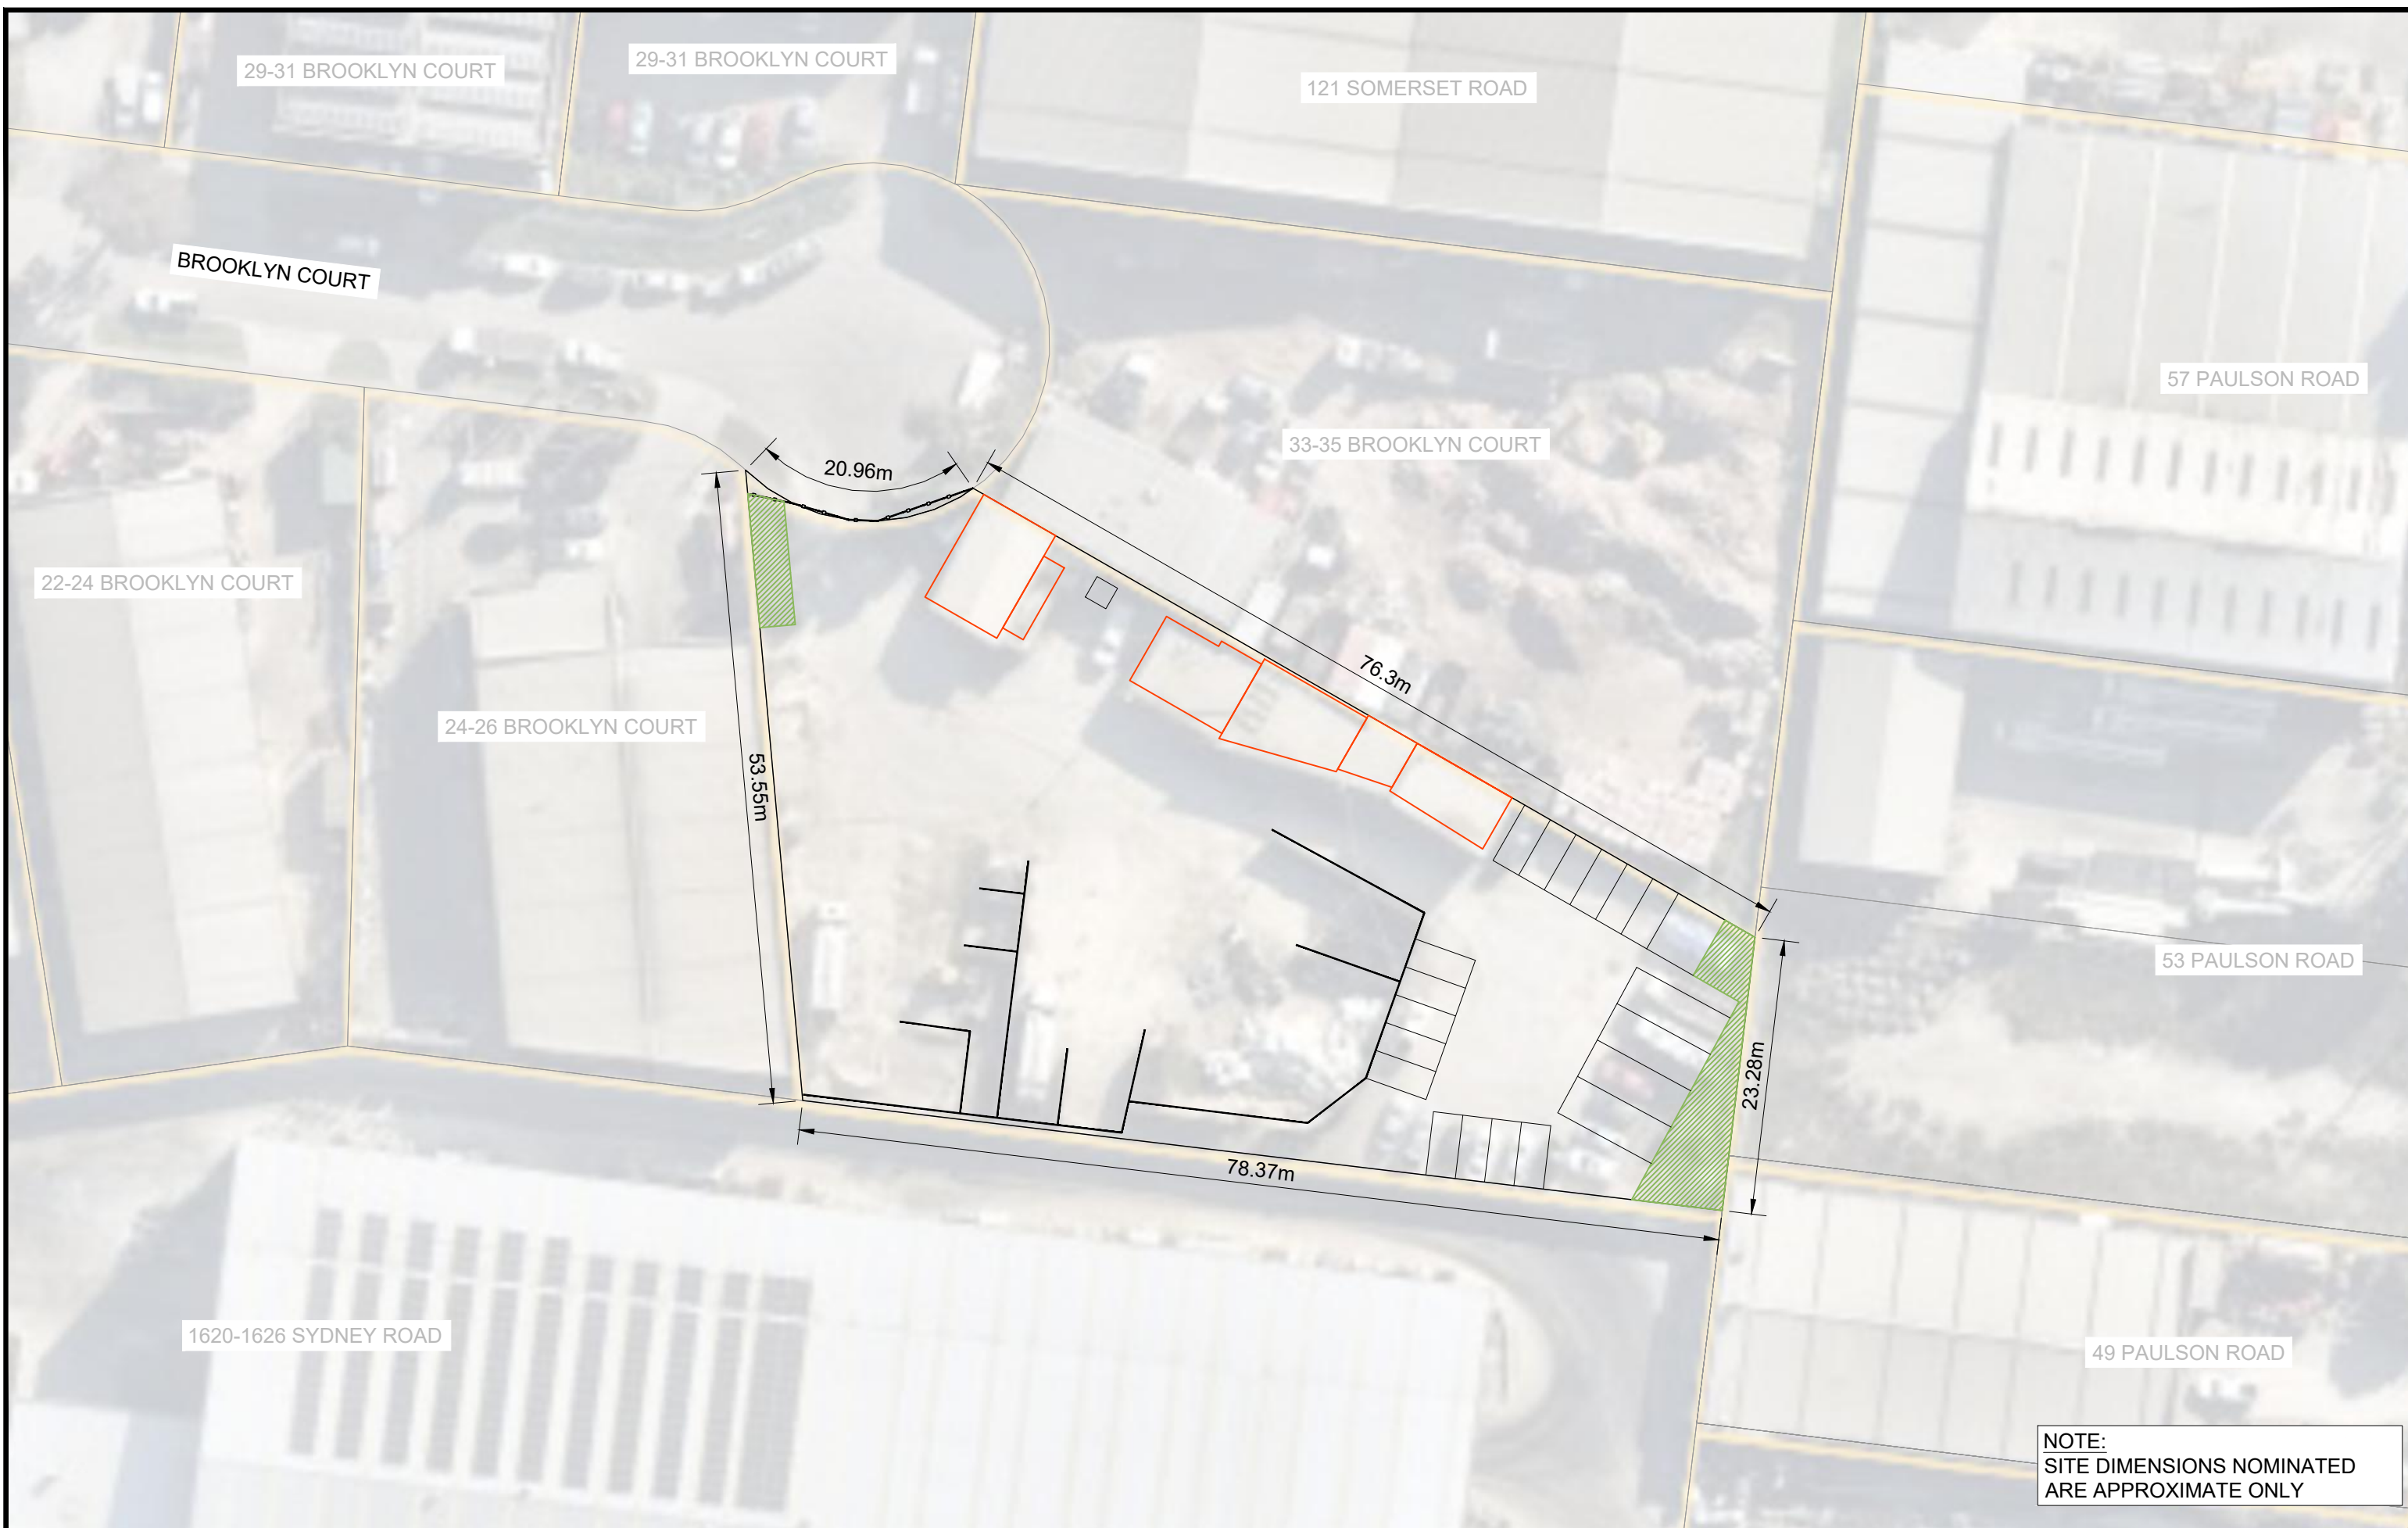 29-31 BROOKLYN COURT
29-31 BROOKLYN COURT
121 SOMERSET ROAD
BROOKLYN COURT
57 PAULSON ROAD
33-35 BROOKLYN COURT
20.96m
22-24 BROOKLYN COURT
76.3m
24-26 BROOKLYN COURT
53.55m
53 PAULSON ROAD
23.28m
78.37m
1620-1626 SYDNEY ROAD
49 PAULSON ROAD
NOTE:
SITE DIMENSIONS NOMINATED
ARE APPROXIMATE ONLY